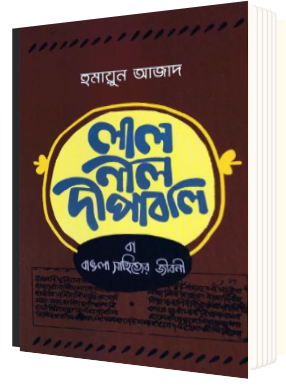 হুমায়ুন আজাদ
লাল
নীল
দীপাবলি
বা
বাঙলা সাহিত্যের জীবনী